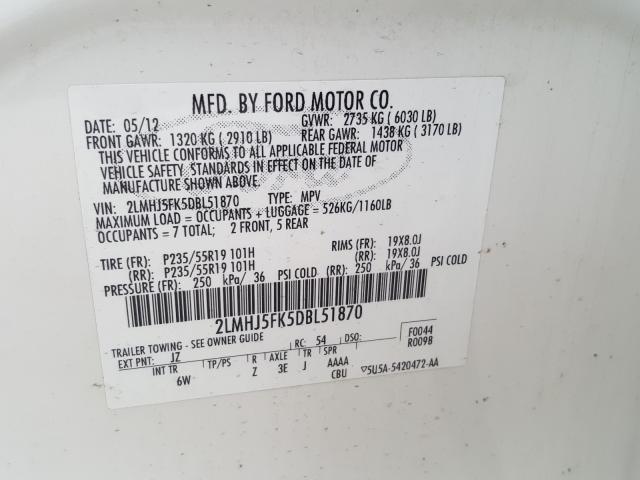 MFD. BY FORD MOTOR CO.
DATE: 05/12 GVWR: 2735 KG ( 6030 LB)
FRONT GAWR: 1320 KG ( 2910 LB) REAR GAWR: 1438 KG ( 3170 LB)
THIS VEHICLE CONFORMS TO ALL APPLICABLE FEDERAL MOTOR
VEHICLE SAFETY STANDARDS IN EFFECT ON THE DATE OF
MANUFACTURE SHOWN ABOVE.
VIN: 2LMHJ5FK5DBL51870 TYPE: MPV
MAXIMUM LOAD = OCCUPANTS + LUGGAGE = 526KG/1160LB
OCCUPANTS = 7 TOTAL; 2 FRONT, 5 REAR
TIRE (FR): P235/55R19 101H RIMS (FR): 19X8.0J
(RR): P235/55R19 101H (RR): 19X8.0J
PRESSURE (FR): 250 kPa/ 36 PSI COLD (RR): 250 kPa/ 36 PSI COLD
2LMHJ5FK5DBL51870
TRAILER TOWING - SEE OWNER GUIDE RC: 54 DSO: F0044
EXT PNT: JZ R009B
INT TR TP/PS R AXLE TR SPR
6W Z 3E J AAAA
CBU ▽5U5A-5420472-AA